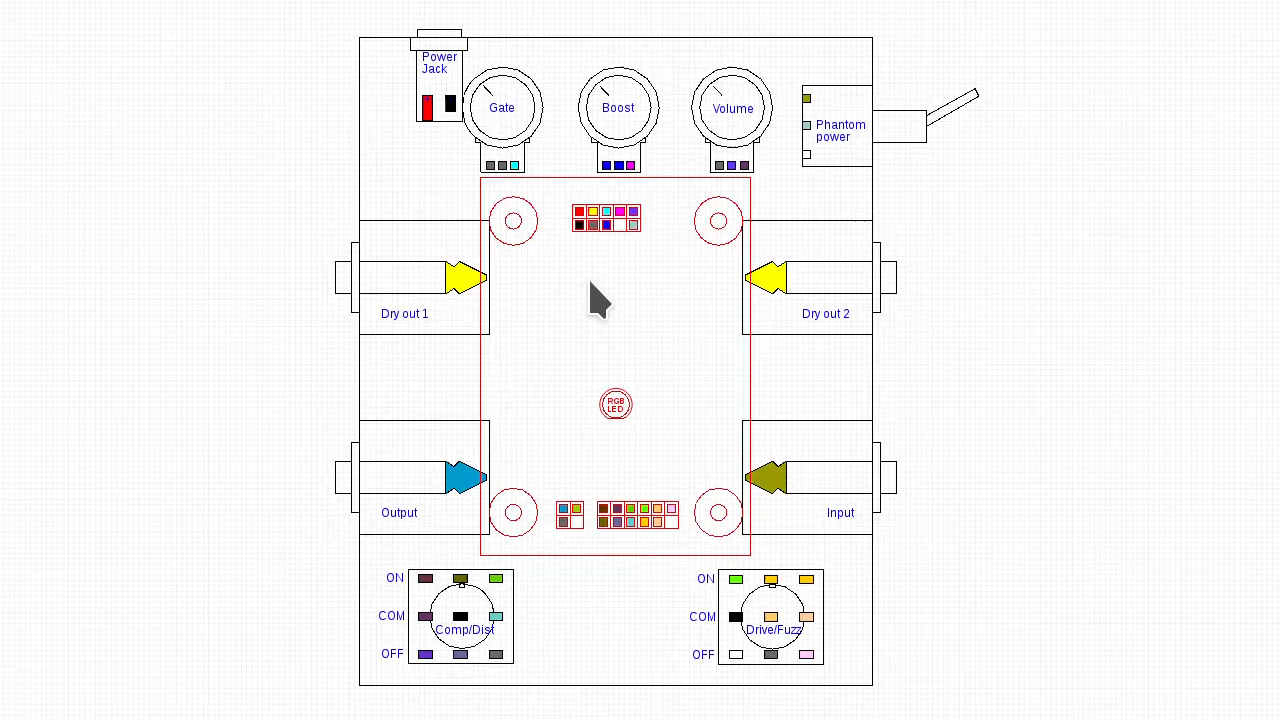 Power
Jack
Gate
Boost
Volume
Phantom
power
Dry out 1
Dry out 2
RGB
LED
Output
Input
ON
COM
Comp/Dist
OFF
ON
COM
Drive/Fuzz
OFF